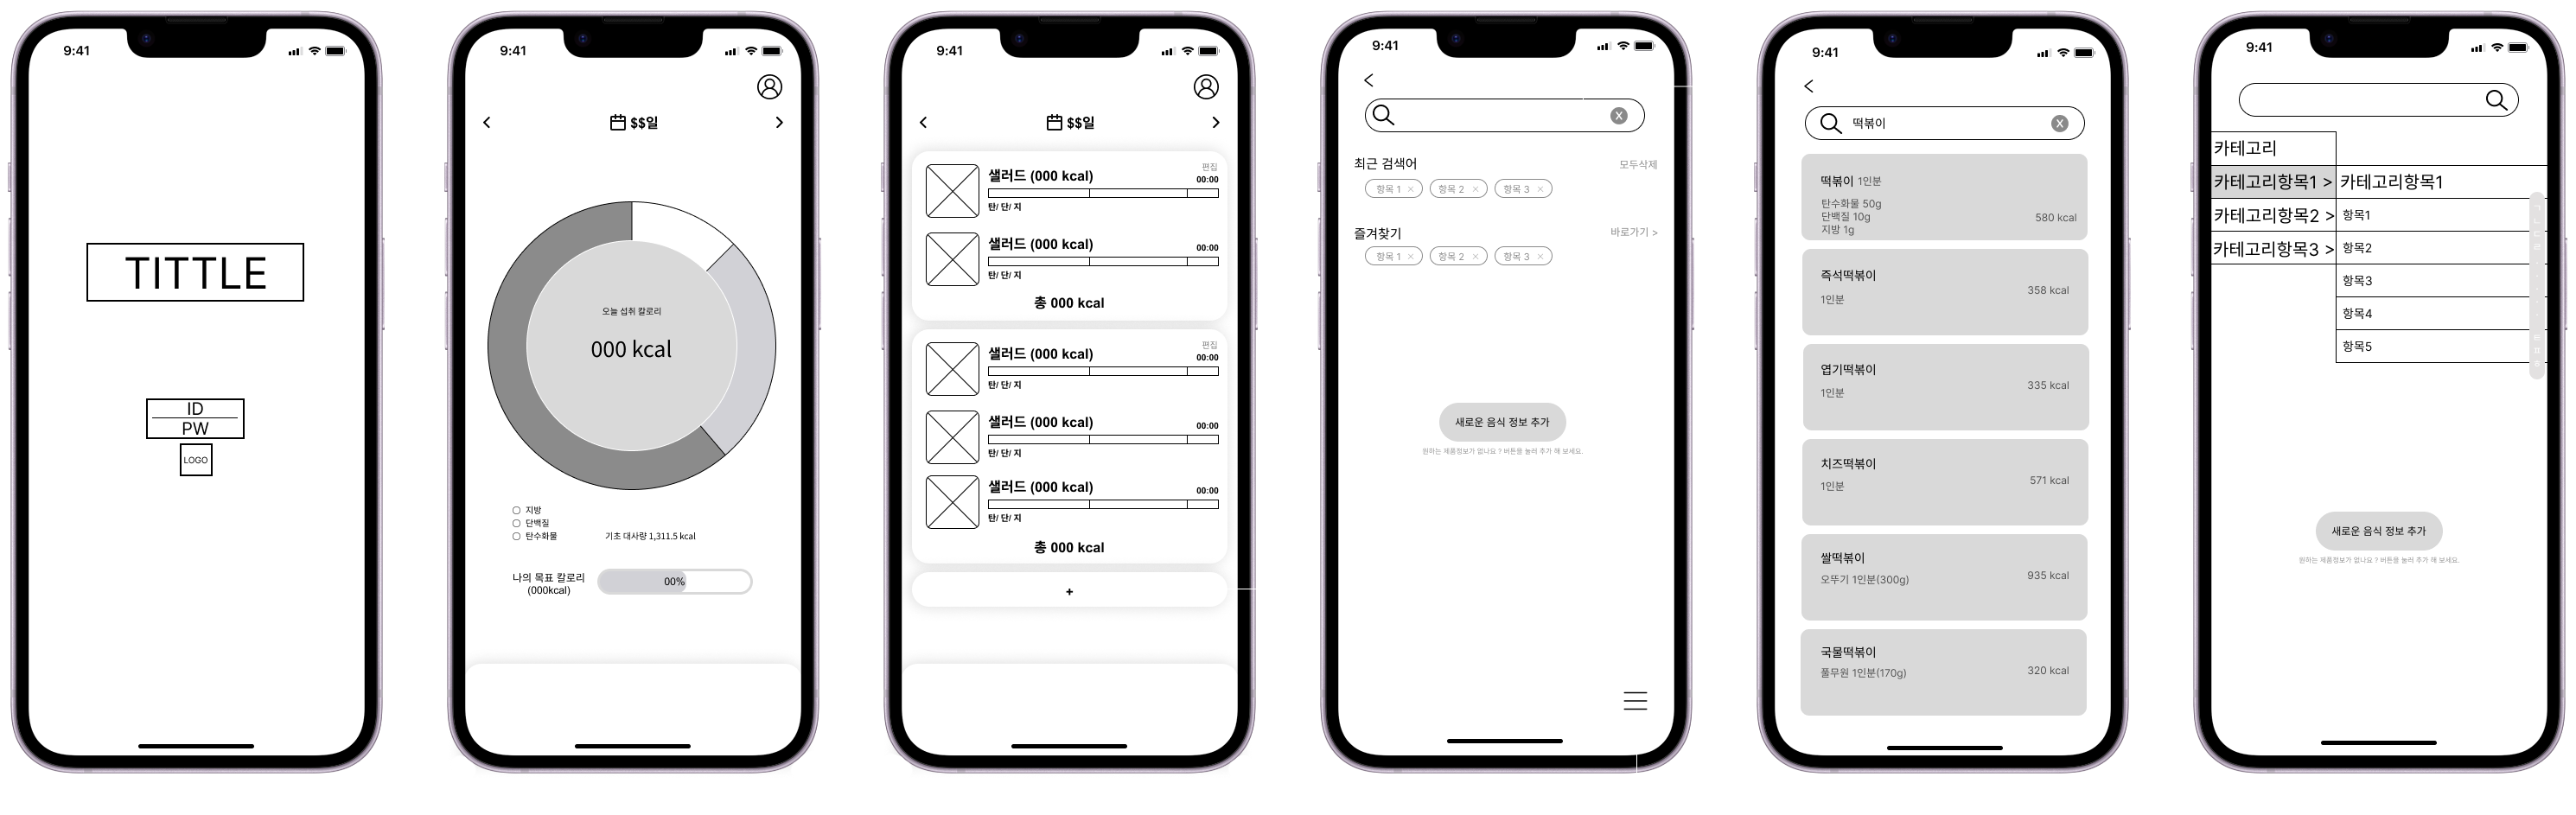 9:41
TITTLE
ID
PW
LOGO
9:41
$$일
오늘 섭취 칼로리
000 kcal
지방
단백질
탄수화물
기초 대사량 1,311.5 kcal
나의 목표 칼로리
(000kcal)
00%
9:41
$$일
편집
샐러드 (000 kcal)
00:00
탄/ 단/ 지
샐러드 (000 kcal)
00:00
탄/ 단/ 지
총 000 kcal
편집
샐러드 (000 kcal)
00:00
탄/ 단/ 지
샐러드 (000 kcal)
00:00
탄/ 단/ 지
샐러드 (000 kcal)
00:00
탄/ 단/ 지
총 000 kcal
+
9:41
<
X
최근 검색어
모두삭제
항목 1 ×
항목 2 ×
항목 3 ×
즐겨찾기
바로가기 >
항목 1 ×
항목 2 ×
항목 3 ×
새로운 음식 정보 추가
원하는 제품정보가 없나요 ? 버튼을 눌러 추가 해 보세요.
9:41
<
떡볶이
X
떡볶이 1인분
탄수화물 50g
단백질 10g
지방 1g
580 kcal
즉석떡볶이
1인분
358 kcal
엽기떡볶이
1인분
335 kcal
치즈떡볶이
1인분
571 kcal
쌀떡볶이
오뚜기 1인분(300g)
935 kcal
국물떡볶이
풀무원 1인분(170g)
320 kcal
9:41
카테고리
카테고리항목1 >
카테고리항목1
카테고리항목2 >
항목1
카테고리항목3 >
항목2
항목3
항목4
항목5
새로운 음식 정보 추가
원하는 제품정보가 없나요 ? 버튼을 눌러 추가 해 보세요.